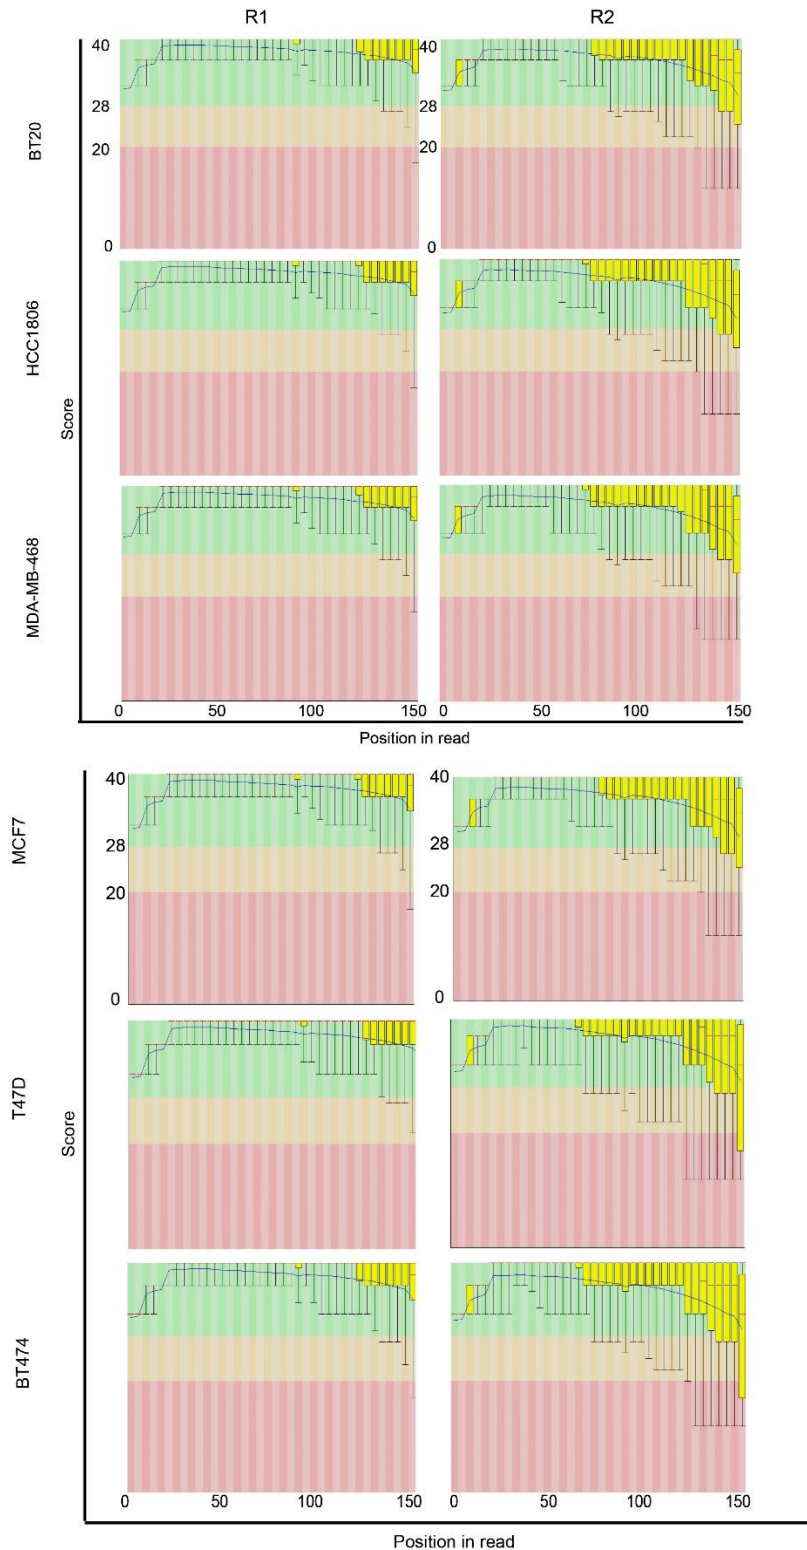 R1 R2
40 40
28 28
BT20
20 20
0 0
HCC1806
Score
MDA-MB-468
0 50 100 150 0 50 100 150
Position in read
40 40
MCF7
28 28
20 20
0 0
T47D
Score
BT474
0 50 100 150 0 50 100 150
Position in read